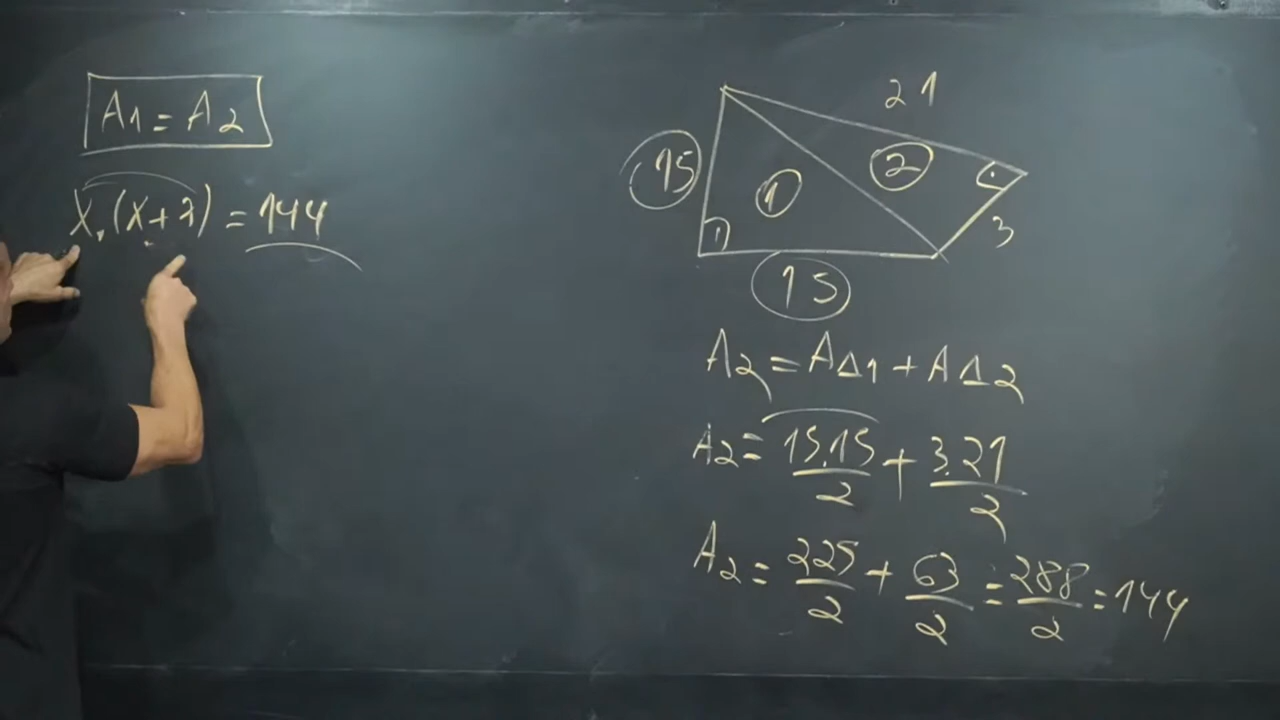 A1 = A2
X.(X+7) = 144
21
15
1
2
3
15
A2 = AΔ1 + AΔ2
A2 = 15.15/2 + 3.21/2
A2 = 225/2 + 63/2 = 288/2 = 144